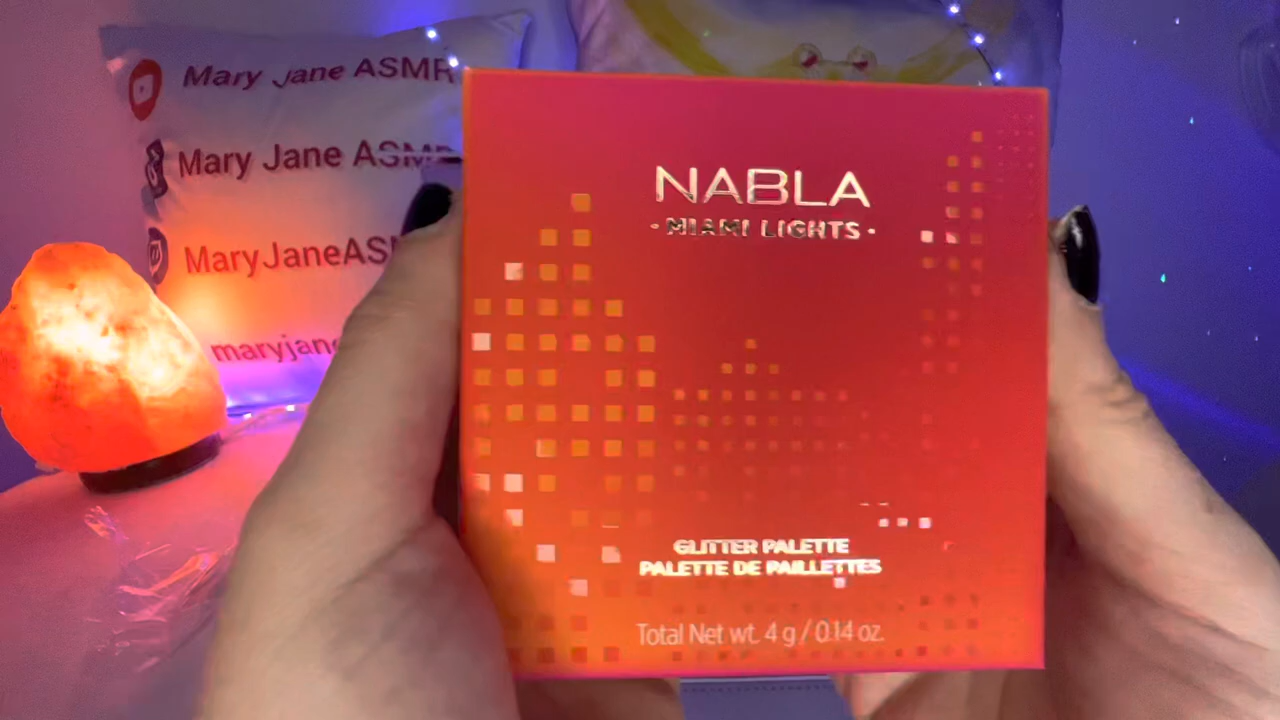 Mary Jane ASMR
Mary Jane ASMR
MaryJaneAS
maryjane
NABLA
· MIAMI LIGHTS ·
GLITTER PALETTE
PALETTE DE PAILLETTES
Total Net wt. 4 g / 0.14 oz.